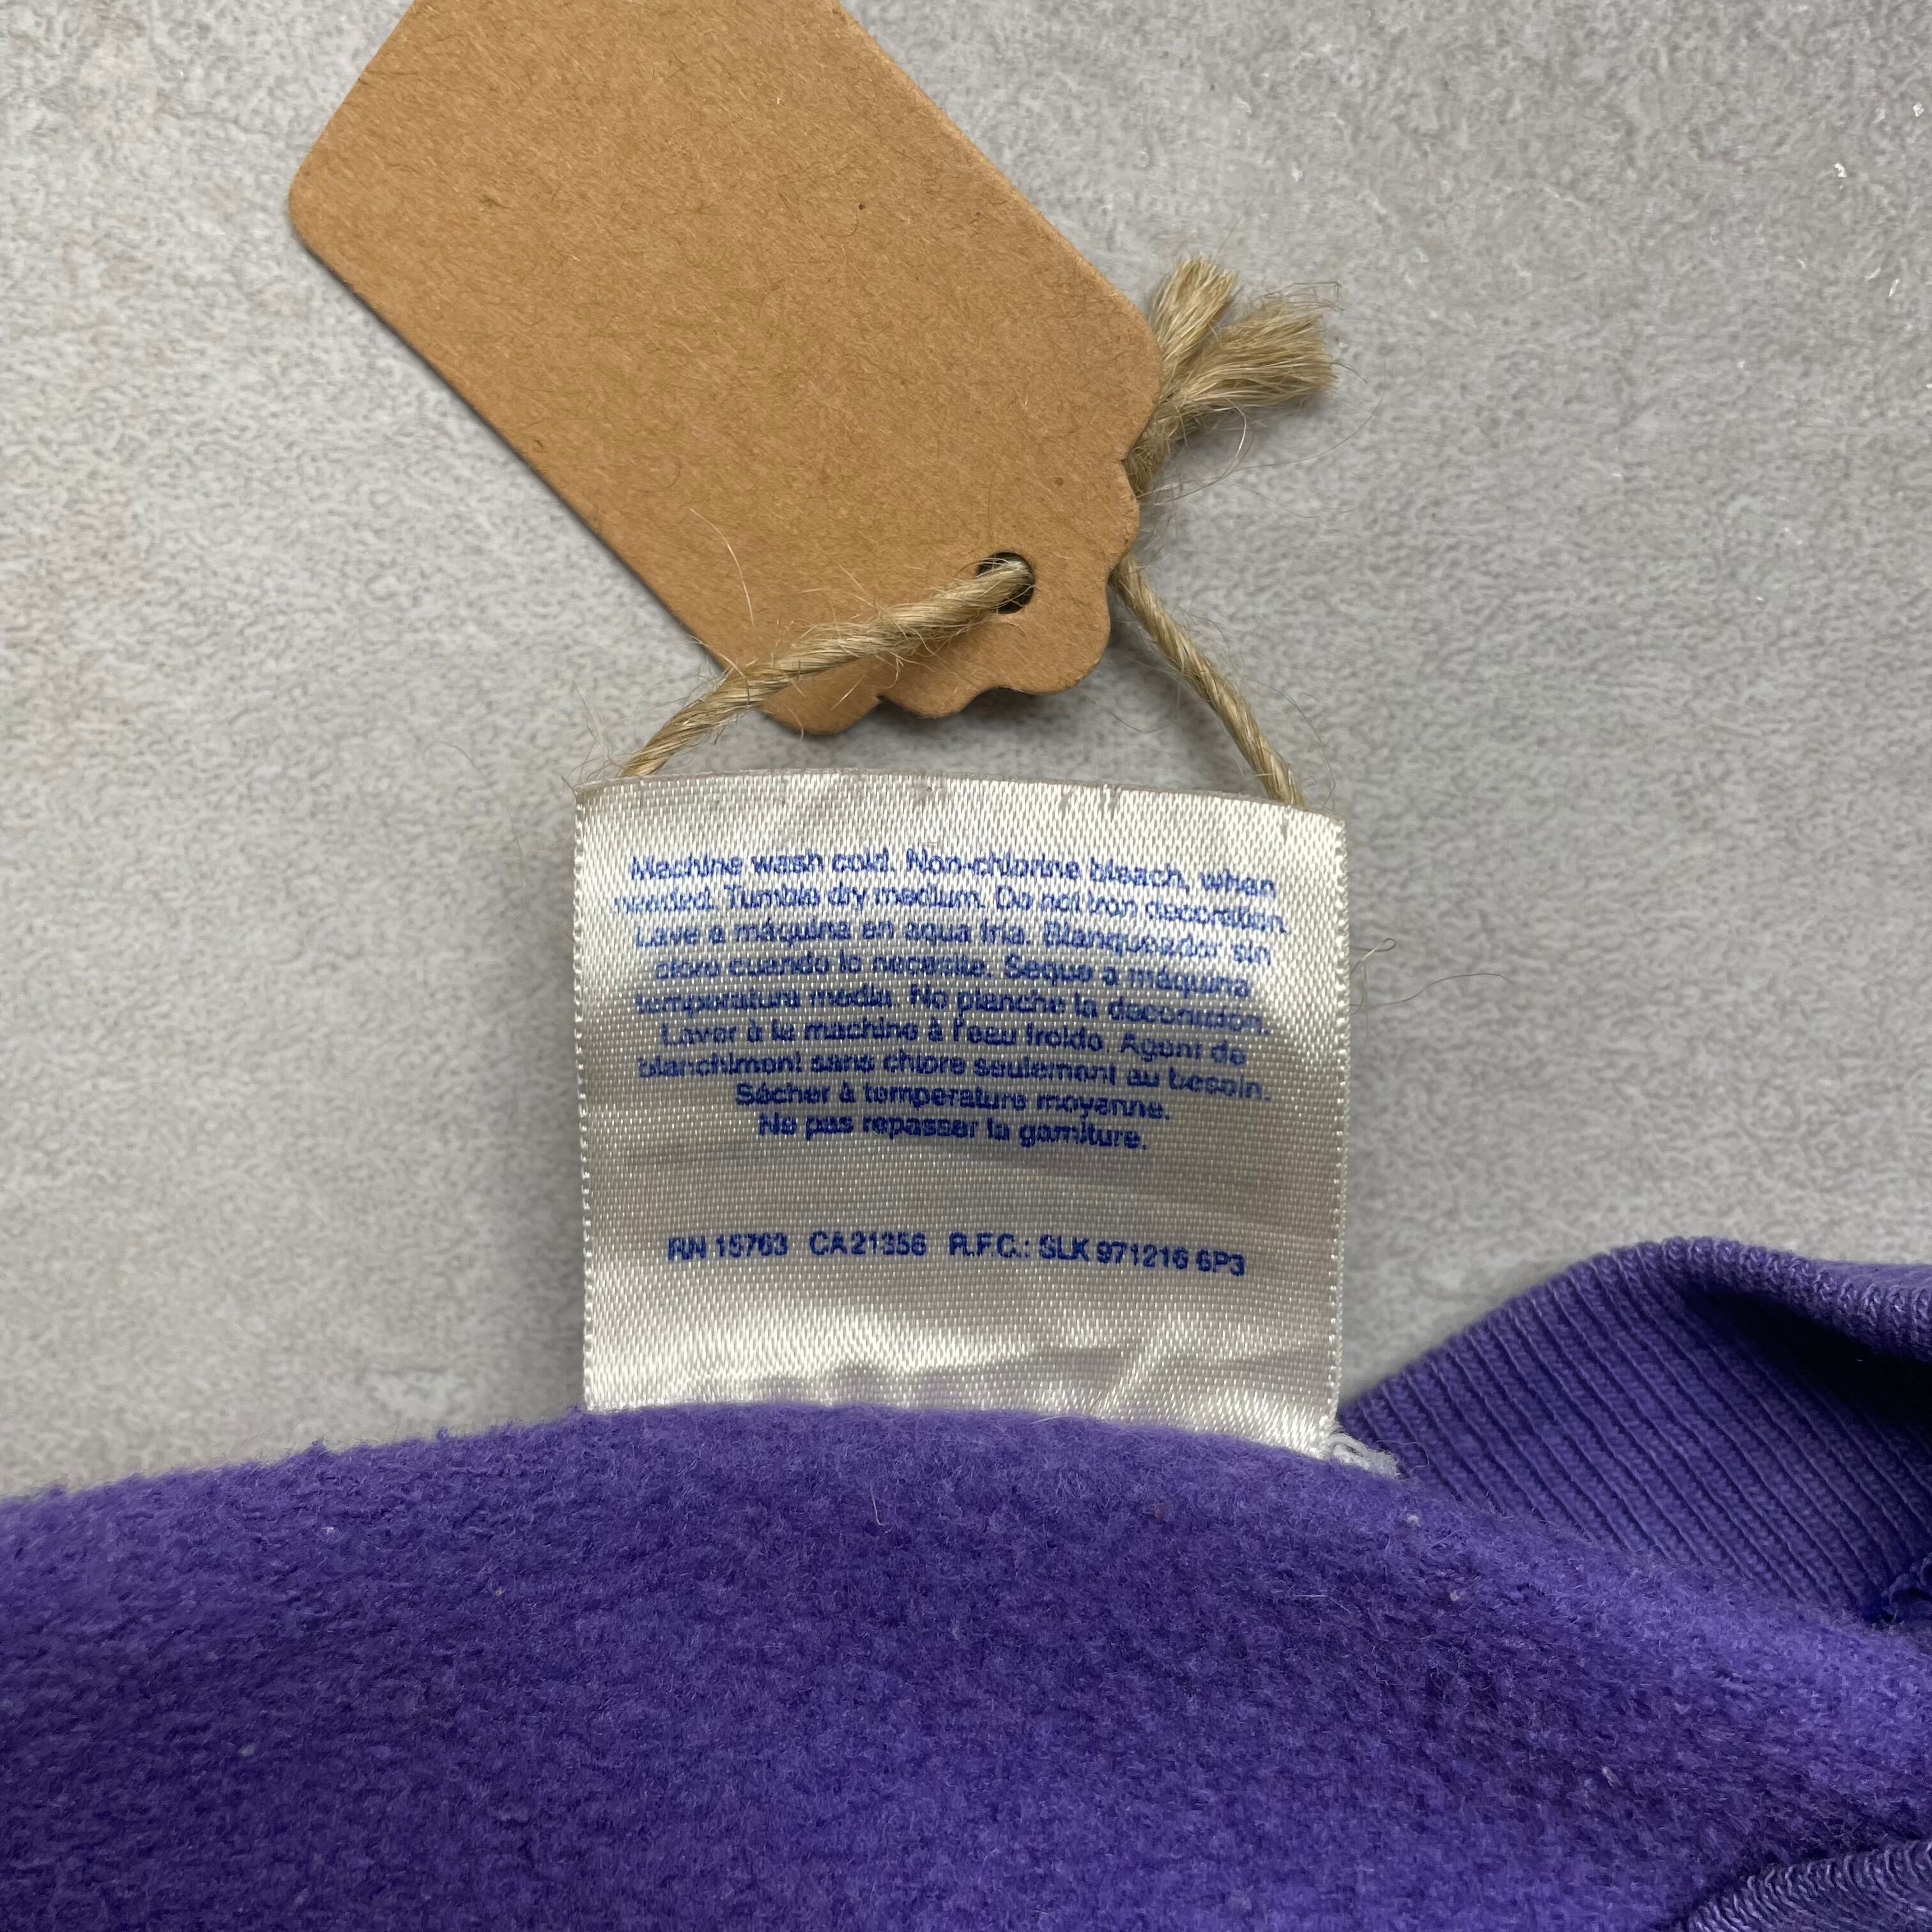 Machine wash cold. Non-chlorine bleach, when
needed. Tumble dry medium. Do not iron decoration.
Lave a máquina en aqua fría. Blanqueador sin
cloro cuando lo necesite. Seque a máquina
temperatura media. No planche la decoración.
Laver à la machine à l'eau froide. Agent de
blanchiment sans chlore seulement au besoin.
Sécher à temperature moyenne.
Ne pas repasser la garniture.
RN 15763 CA21356 R.F.C.: SLK 971216 6P3